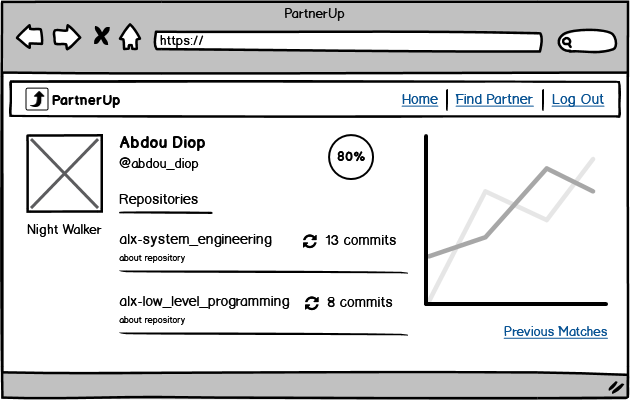 PartnerUp
https://
PartnerUp
Home
Find Partner
Log Out
Abdou Diop
@abdou_diop
80%
Night Walker
Repositories
alx-system_engineering
13 commits
about repository
alx-low_level_programming
8 commits
about repository
Previous Matches